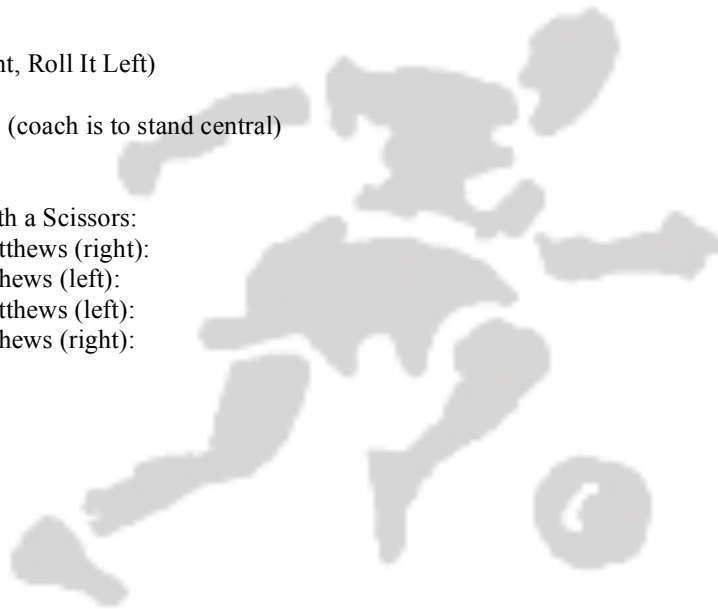 nt, Roll It Left)
(coach is to stand central)
th a Scissors:
tthews (right):
hews (left):
tthews (left):
hews (right):